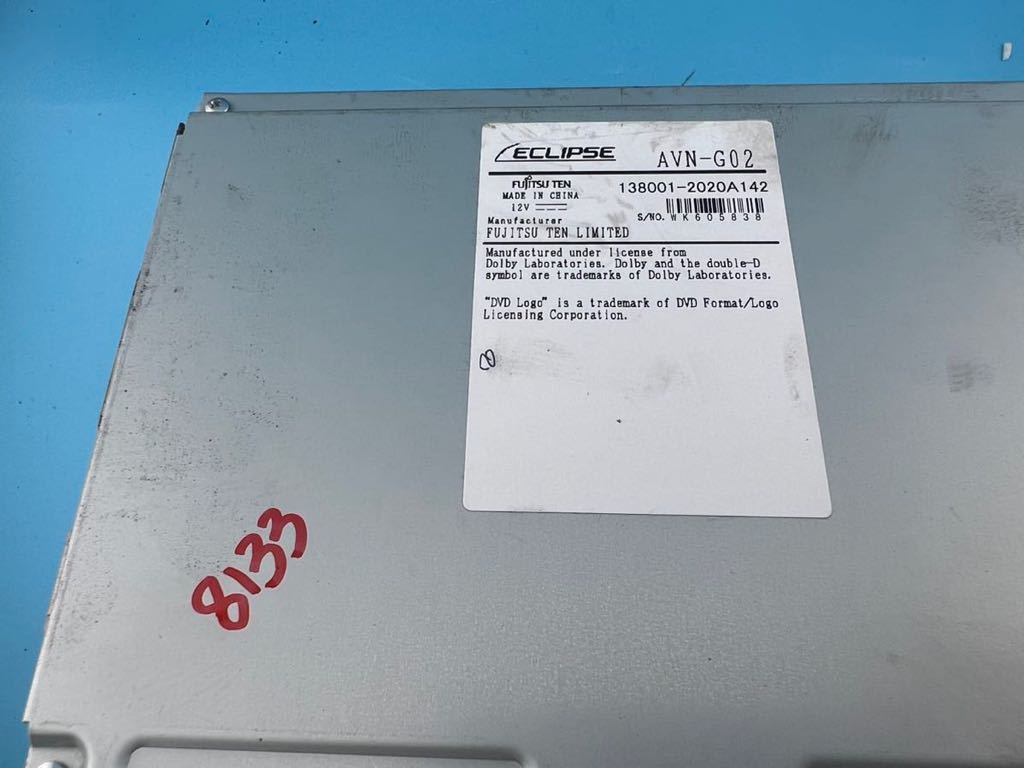 ECLIPSE AVN-G02
FUJITSU TEN 138001-2020A142
MADE IN CHINA
12V
S/NO. WK605838
Manufacturer
FUJITSU TEN LIMITED
Manufactured under license from
Dolby Laboratories. Dolby and the double-D
symbol are trademarks of Dolby Laboratories.
"DVD Logo" is a trademark of DVD Format/Logo
Licensing Corporation.
8133